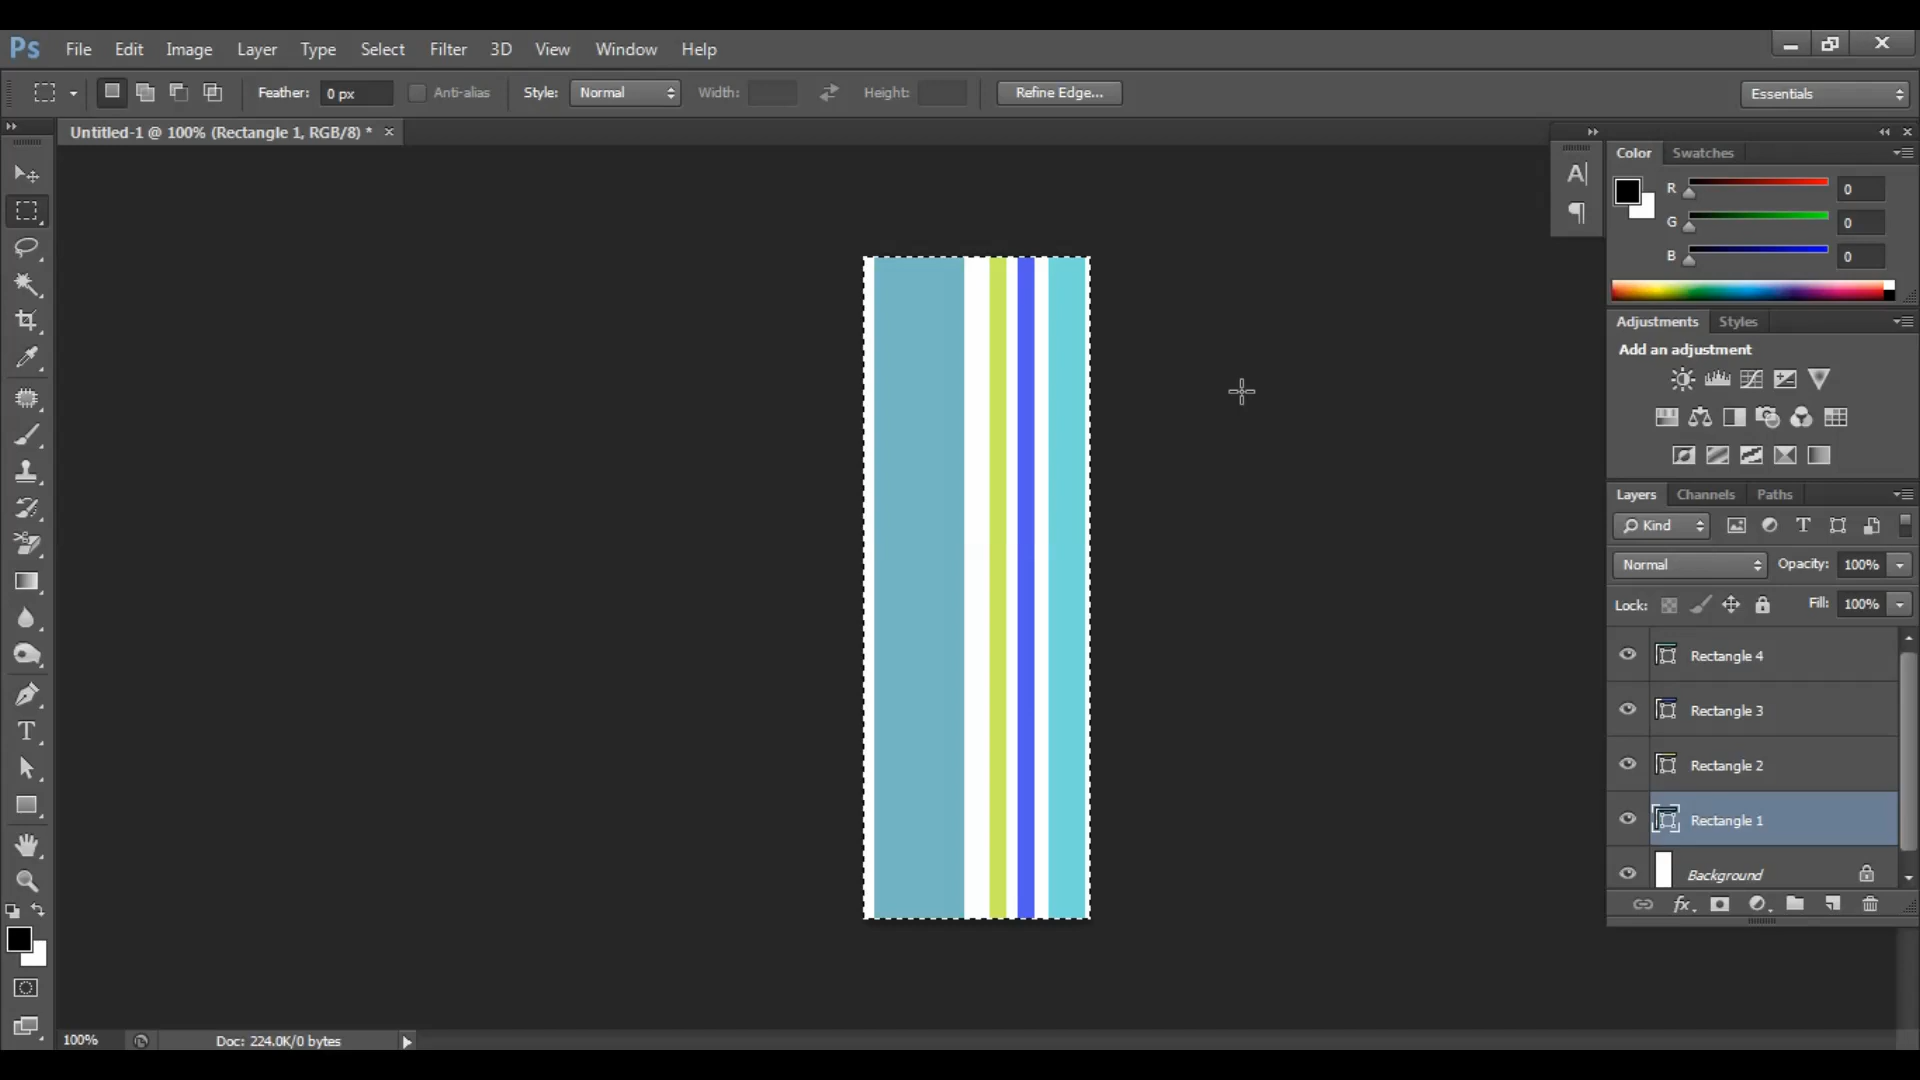 Ps File Edit Image Layer Type Select Filter 3D View Window Help
Feather: 0 px Anti-alias Style: Normal Width: Height: Refine Edge... Essentials
Untitled-1 @ 100% (Rectangle 1, RGB/8) *
Color Swatches
R 0
G 0
B 0
Adjustments Styles
Add an adjustment
Layers Channels Paths
Kind
Normal Opacity: 100%
Lock: Fill: 100%
Rectangle 4
Rectangle 3
Rectangle 2
Rectangle 1
Background
100% Doc: 224.0K/0 bytes